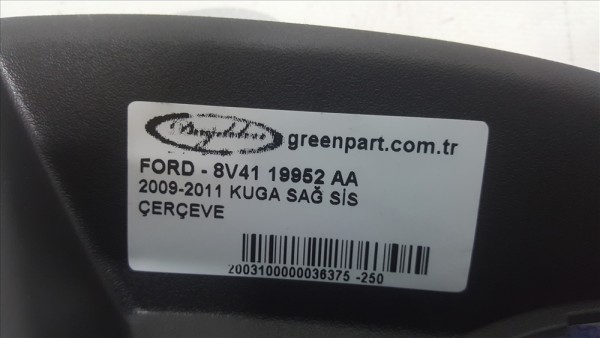 greenpart.com.tr
FORD - 8V41 19952 AA
2009-2011 KUGA SAĞ SİS
ÇERÇEVE
2003100000036375 -250